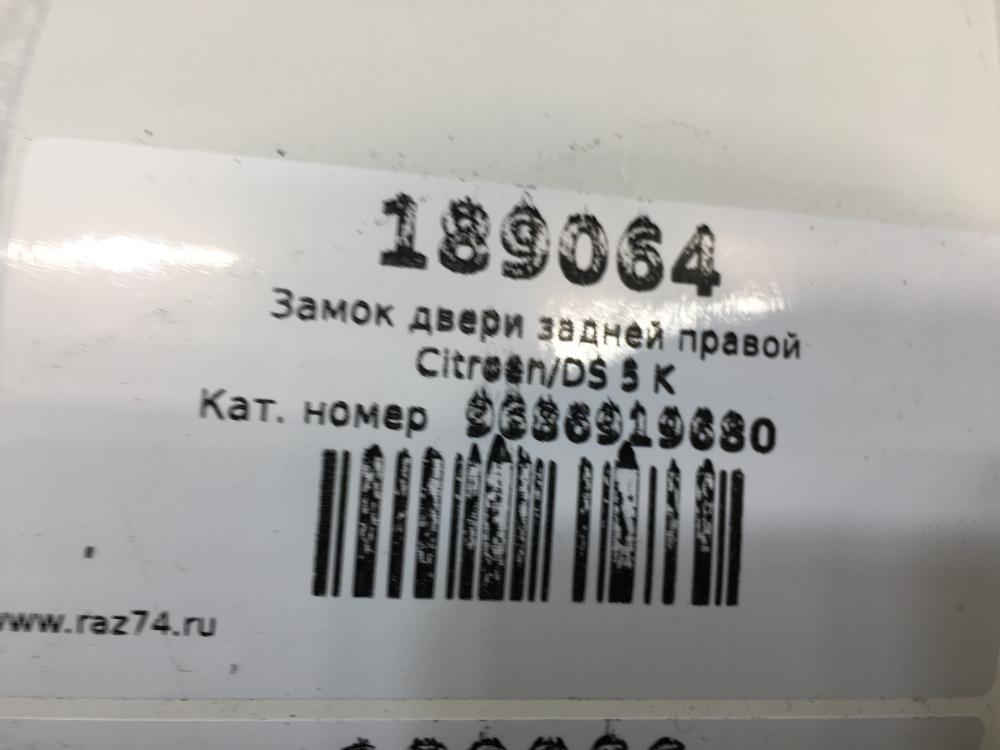 189064
Замок двери задней правой
Citroen/DS 5 K
Кат. номер 9686919680
www.raz74.ru